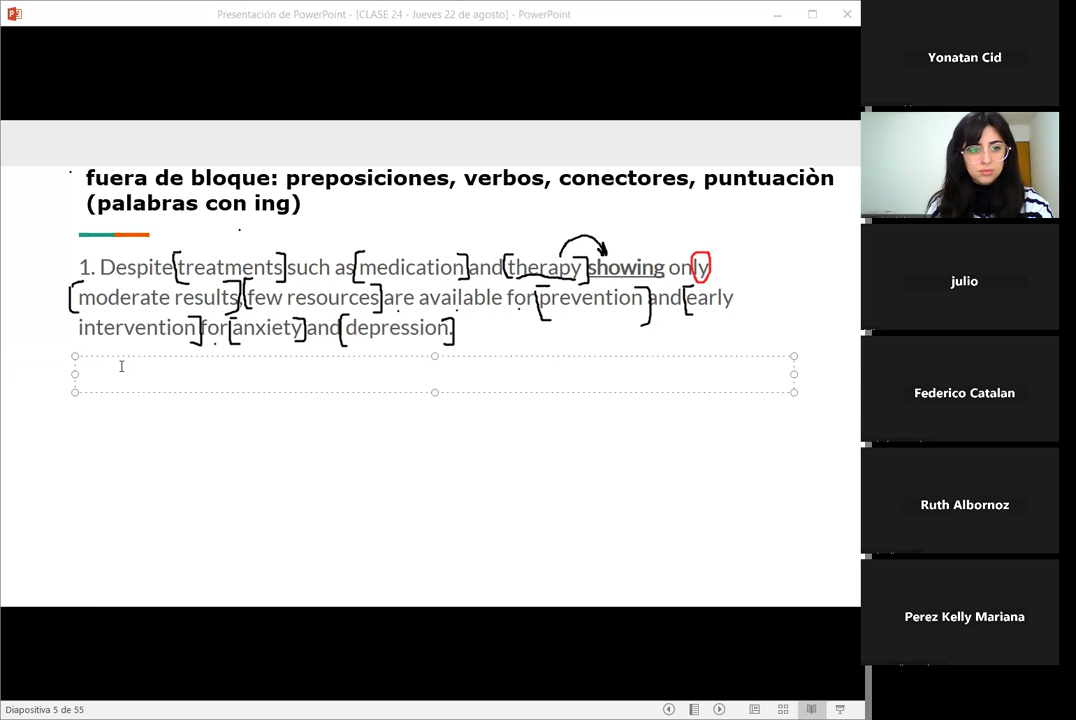 Presentación de PowerPoint - [CLASE 24 - Jueves 22 de agosto] - PowerPoint
fuera de bloque: preposiciones, verbos, conectores, puntuaciòn
(palabras con ing)
1. Despite treatments such as medication and therapy showing only
moderate results, few resources are available for prevention and early
intervention for anxiety and depression.
Diapositiva 5 de 55
Yonatan Cid
julio
Federico Catalan
Ruth Albornoz
Perez Kelly Mariana